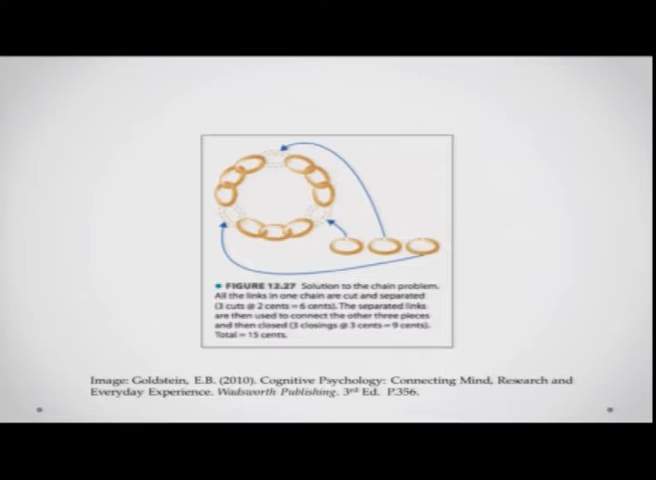 • FIGURE 12.27 Solution to the chain problem.
All the links in one chain are cut and separated
(3 cuts @ 2 cents = 6 cents). The separated links
are then used to connect the other three pieces
and then closed (3 closings @ 3 cents = 9 cents).
Total = 15 cents.
Image: Goldstein, E.B. (2010). Cognitive Psychology: Connecting Mind, Research and
Everyday Experience. Wadsworth Publishing. 3rd Ed. P.356.